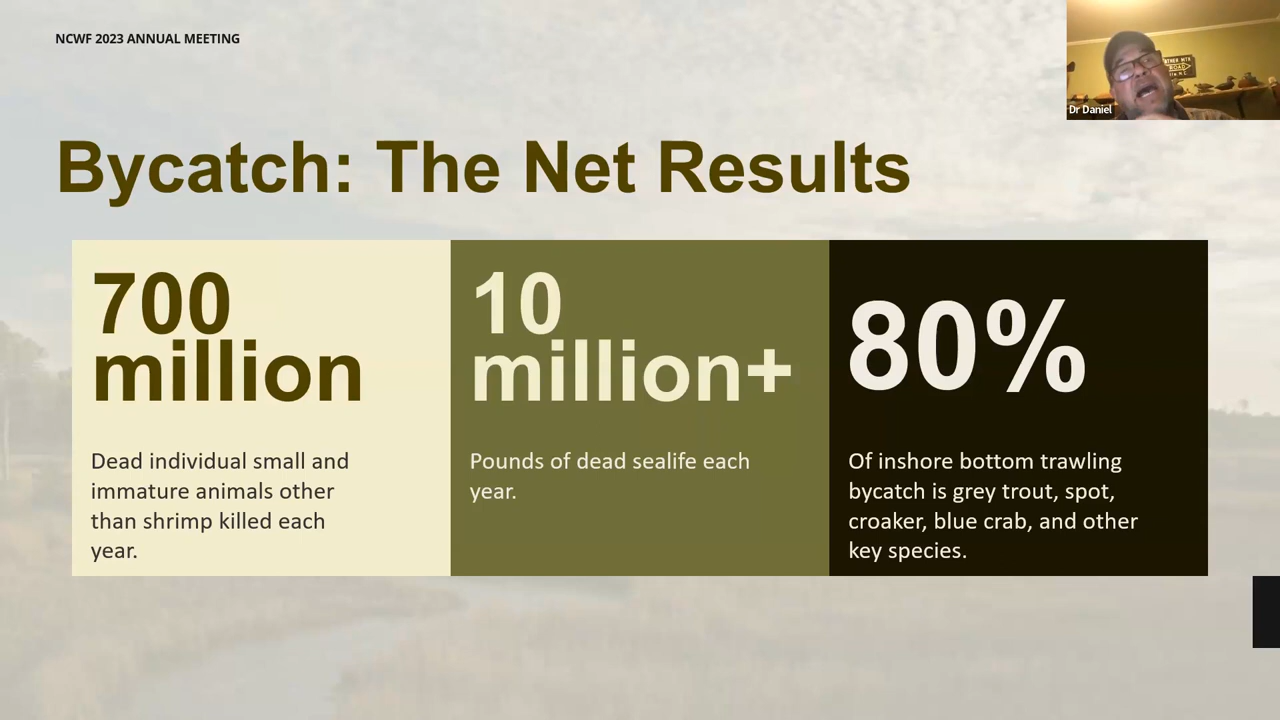 NCWF 2023 ANNUAL MEETING
Dr Daniel
Bycatch: The Net Results
700
million
Dead individual small and
immature animals other
than shrimp killed each
year.
10
million+
Pounds of dead sealife each
year.
80%
Of inshore bottom trawling
bycatch is grey trout, spot,
croaker, blue crab, and other
key species.